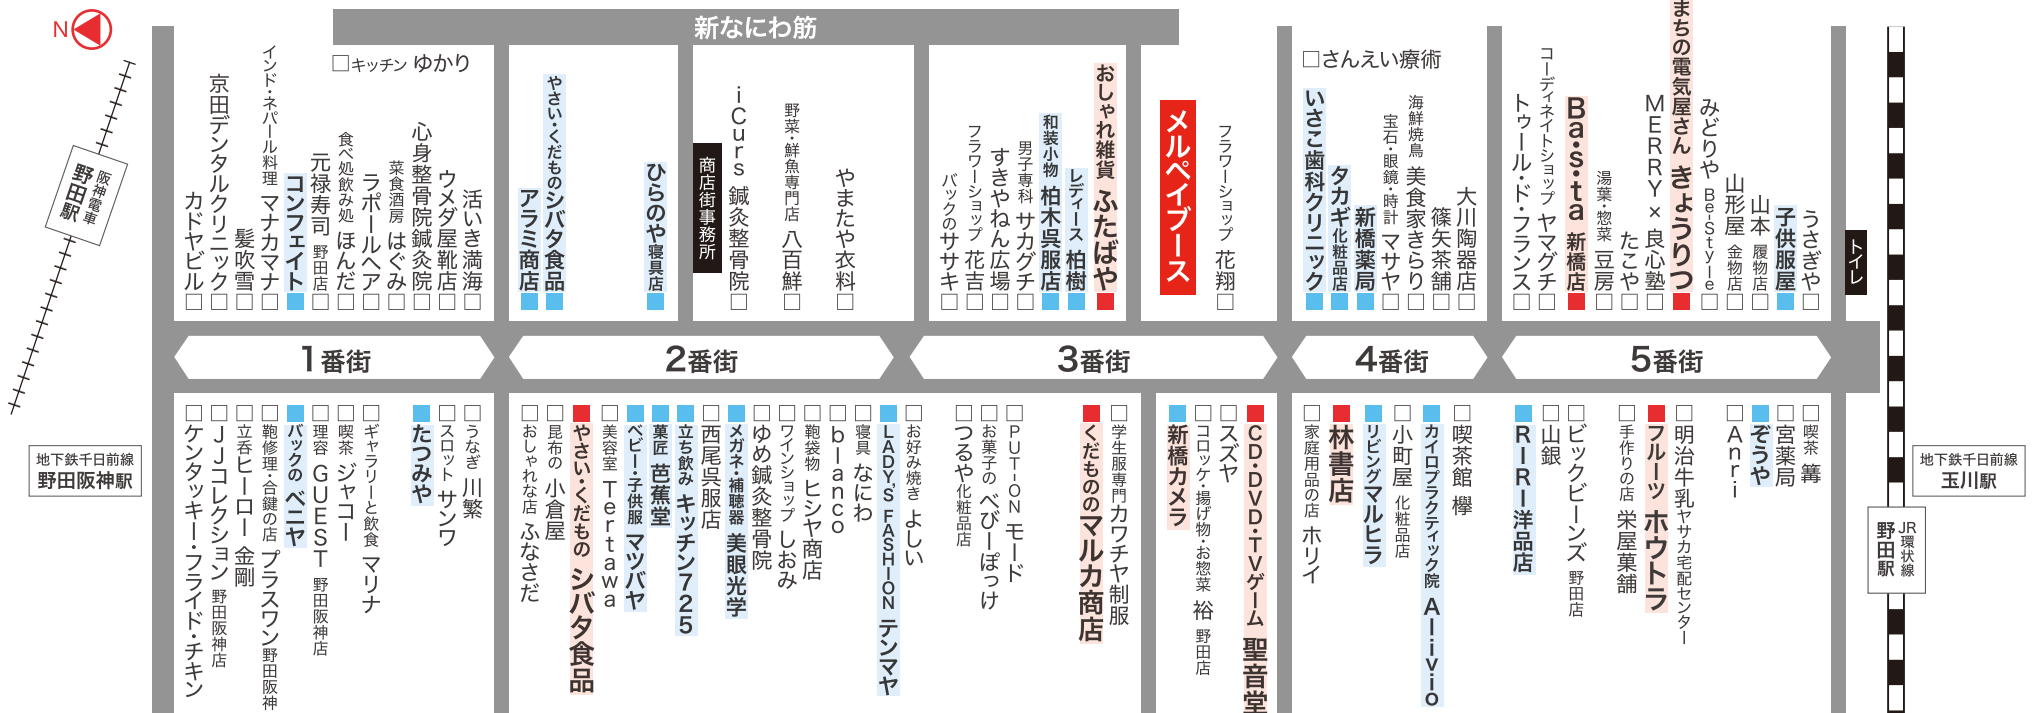 N
新なにわ筋
阪神電車
野田駅
地下鉄千日前線
野田阪神駅
□キッチン ゆかり
カドヤビル□
京田デンタルクリニック□
髪吹雪□
インド・ネパール料理 マナカマナ□
コンフェイト
元禄寿司 野田店□
食べ処飲み処 ほんだ□
ラポールヘア□
菜食酒房 はぐみ□
心身整骨院鍼灸院□
ウメダ屋靴店□
活いき満海□
アラミ商店
やさい・くだものシバタ食品
ひらのや寝具店
商店街事務所
iCurs 鍼灸整骨院□
野菜・鮮魚専門店 八百鮮□
やまたや衣料□
バックのササキ□
フラワーショップ 花吉□
すきやねん広場□
男子専科 サカグチ□
和装小物 柏木呉服店
レディース 柏樹
おしゃれ雑貨 ふたばや
メルペイブース
フラワーショップ 花翔□
□さんえい療術
いさこ歯科クリニック
タカギ化粧品店
新橋薬局
宝石・眼鏡・時計 マサヤ□
海鮮焼鳥 美食家きらり□
篠矢茶舗□
大川陶器店□
トゥール・ド・フランス□
コーディネイトショップ ヤマグチ□
Ba・s・ta 新橋店
湯葉・惣菜 豆房□
たこや□
MERRY×良心塾□
まちの電気屋さん きょうりつ
みどりや Be-Style□
山形屋 金物店□
山本 履物店□
子供服屋
うさぎや□
トイレ
1番街
2番街
3番街
4番街
5番街
□ケンタッキー・フライド・チキン
□JJコレクション 野田阪神店
□立呑ヒーロー 金剛
□鞄修理・合鍵の店 プラスワン野田阪神
バックの ベニヤ
□理容 GUEST 野田阪神店
□喫茶 ジャコー
□ギャラリーと飲食 マリナ
たつみや
□スロット サンワ
□うなぎ 川繁
□おしゃれな店 ふなさだ
□昆布の 小倉屋
やさい・くだもの シバタ食品
□美容室 Tertawa
ベビー・子供服 マツバヤ
菓匠 芭蕉堂
立ち飲み キッチン725
□西尾呉服店
メガネ・補聴器 美眼光学
□ゆめ鍼灸整骨院
□ワインショップ しおみ
□鞄袋物 ヒシヤ商店
□blanco
□寝具 なにわ
LADY,S FASHION テンマヤ
□お好み焼き よしい
□つるや化粧品店
□お菓子の べびーぽっけ
□PUT-ON モード
くだものの マルカ商店
□学生服専門カワチヤ制服
新橋カメラ
□コロッケ・揚げ物・お惣菜 裕 野田店
□スズヤ
CD・DVD・TVゲーム 聖音堂
□家庭用品の店 ホリイ
林書店
リビングマルヒラ
□小町屋 化粧品店
カイロプラクティック院 AliiVio
□喫茶館 欅
RIRI洋品店
□山銀
□ビックビーンズ 野田店
□手作りの店 栄屋菓舗
フルーツ ホウトラ
□明治牛乳ヤサカ宅配センター
□Anri
ぞうや
□宮薬局
□喫茶 篝
地下鉄千日前線
玉川駅
JR環状線
野田駅